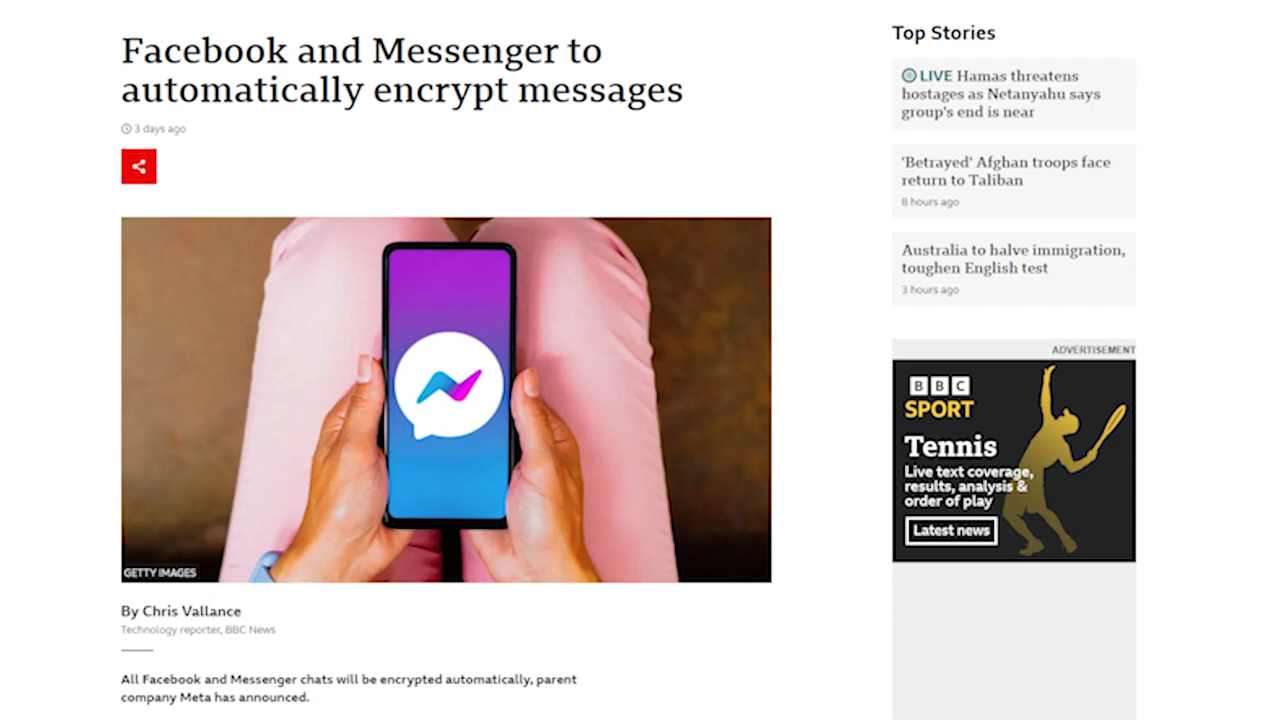 Facebook and Messenger to
automatically encrypt messages
3 days ago
GETTY IMAGES
By Chris Vallance
Technology reporter, BBC News
All Facebook and Messenger chats will be encrypted automatically, parent
company Meta has announced.
Top Stories
LIVE Hamas threatens
hostages as Netanyahu says
group's end is near
'Betrayed' Afghan troops face
return to Taliban
8 hours ago
Australia to halve immigration,
toughen English test
3 hours ago
ADVERTISEMENT
BBC
SPORT
Tennis
Live text coverage,
results, analysis &
order of play
Latest news